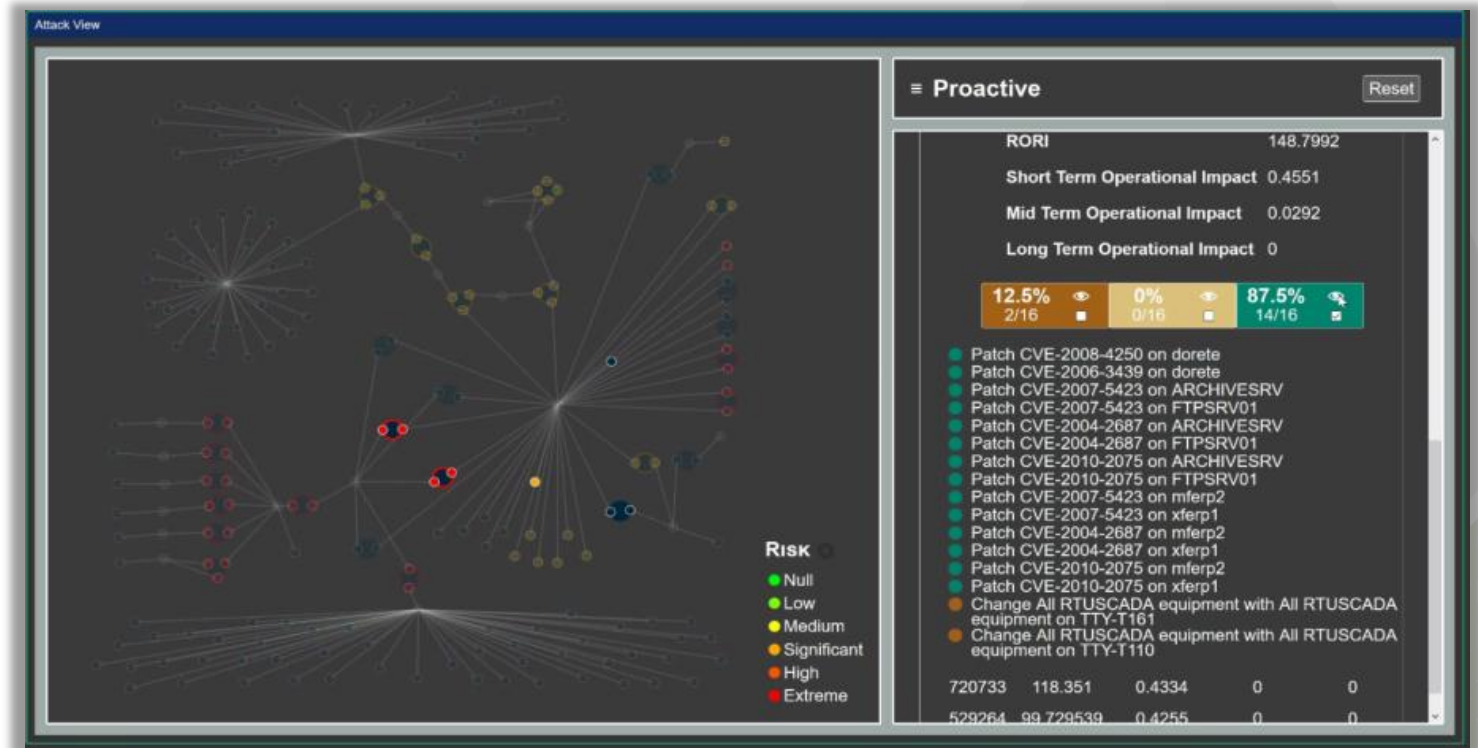 Attack View
≡ Proactive
Reset
RORI 148.7992
Short Term Operational Impact 0.4551
Mid Term Operational Impact 0.0292
Long Term Operational Impact 0
12.5% 0% 87.5%
2/16 0/16 14/16
Patch CVE-2008-4250 on dorete
Patch CVE-2006-3439 on dorete
Patch CVE-2007-5423 on ARCHIVESRV
Patch CVE-2007-5423 on FTPSRV01
Patch CVE-2004-2687 on ARCHIVESRV
Patch CVE-2004-2687 on FTPSRV01
Patch CVE-2010-2075 on ARCHIVESRV
Patch CVE-2010-2075 on FTPSRV01
Patch CVE-2007-5423 on mferp2
Patch CVE-2007-5423 on xferp1
Patch CVE-2004-2687 on mferp2
Patch CVE-2004-2687 on xferp1
Patch CVE-2010-2075 on mferp2
Patch CVE-2010-2075 on xferp1
Change All RTUSCADA equipment with All RTUSCADA
equipment on TTY-T161
Change All RTUSCADA equipment with All RTUSCADA
equipment on TTY-T110
720733 118.351 0.4334 0 0
529264 99.729539 0.4255 0 0
RISK
Null
Low
Medium
Significant
High
Extreme